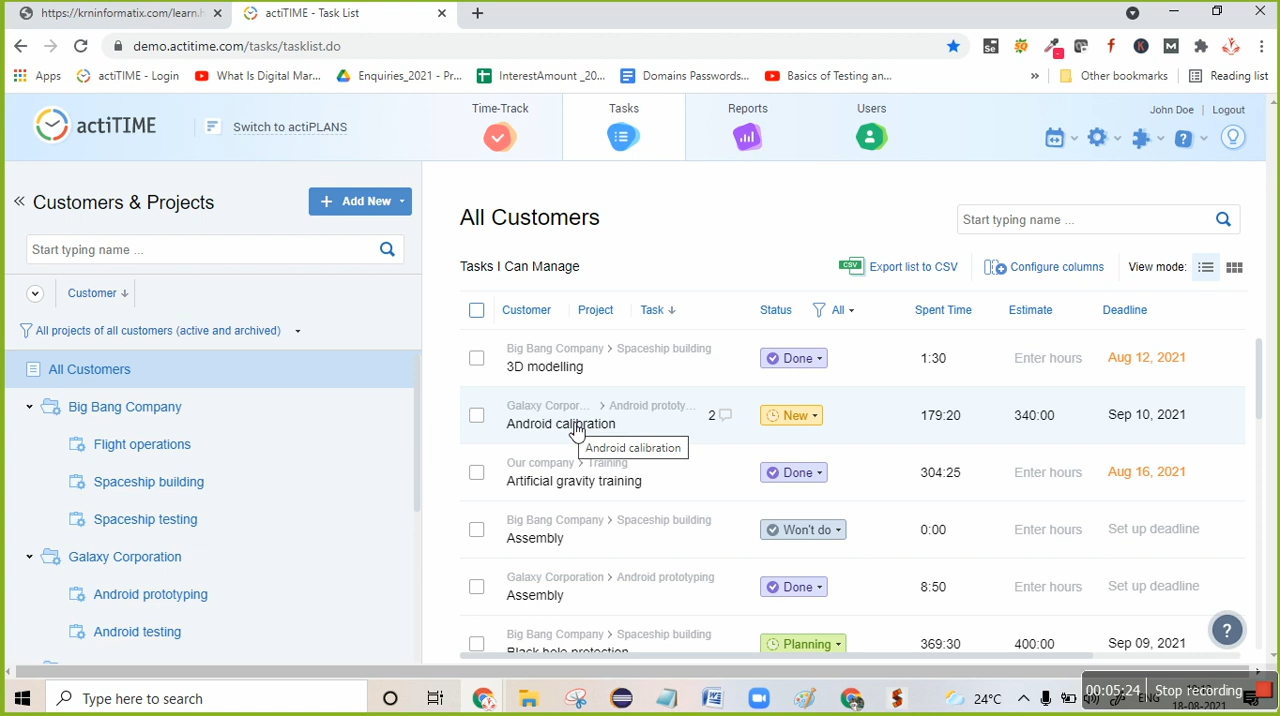 https://krninformatix.com/learn.h
actiTIME - Task List
demo.actitime.com/tasks/tasklist.do
Apps
actiTIME - Login
What Is Digital Mar...
Enquiries_2021 - Pr...
InterestAmount _20...
Domains Passwords...
Basics of Testing an...
»
Other bookmarks
Reading list
actiTIME
Switch to actiPLANS
Time-Track
Tasks
Reports
Users
John Doe | Logout
Customers & Projects
+ Add New
Start typing name ...
Customer ↓
All projects of all customers (active and archived)
All Customers
Big Bang Company
Flight operations
Spaceship building
Spaceship testing
Galaxy Corporation
Android prototyping
Android testing
All Customers
Start typing name ...
Tasks I Can Manage
CSV Export list to CSV
Configure columns
View mode:
Customer Project Task ↓ Status All Spent Time Estimate Deadline
Big Bang Company > Spaceship building
3D modelling
Done 1:30 Enter hours Aug 12, 2021
Galaxy Corpor... > Android prototy...
Android calibration
2 New 179:20 340:00 Sep 10, 2021
Android calibration
Our company > Training
Artificial gravity training
Done 304:25 Enter hours Aug 16, 2021
Big Bang Company > Spaceship building
Assembly
Won't do 0:00 Enter hours Set up deadline
Galaxy Corporation > Android prototyping
Assembly
Done 8:50 Enter hours Set up deadline
Big Bang Company > Spaceship building
Black hole protection
Planning 369:30 400:00 Sep 09, 2021
?
Type here to search
24°C
ENG
18-08-2021
00:05:24 Stop recording